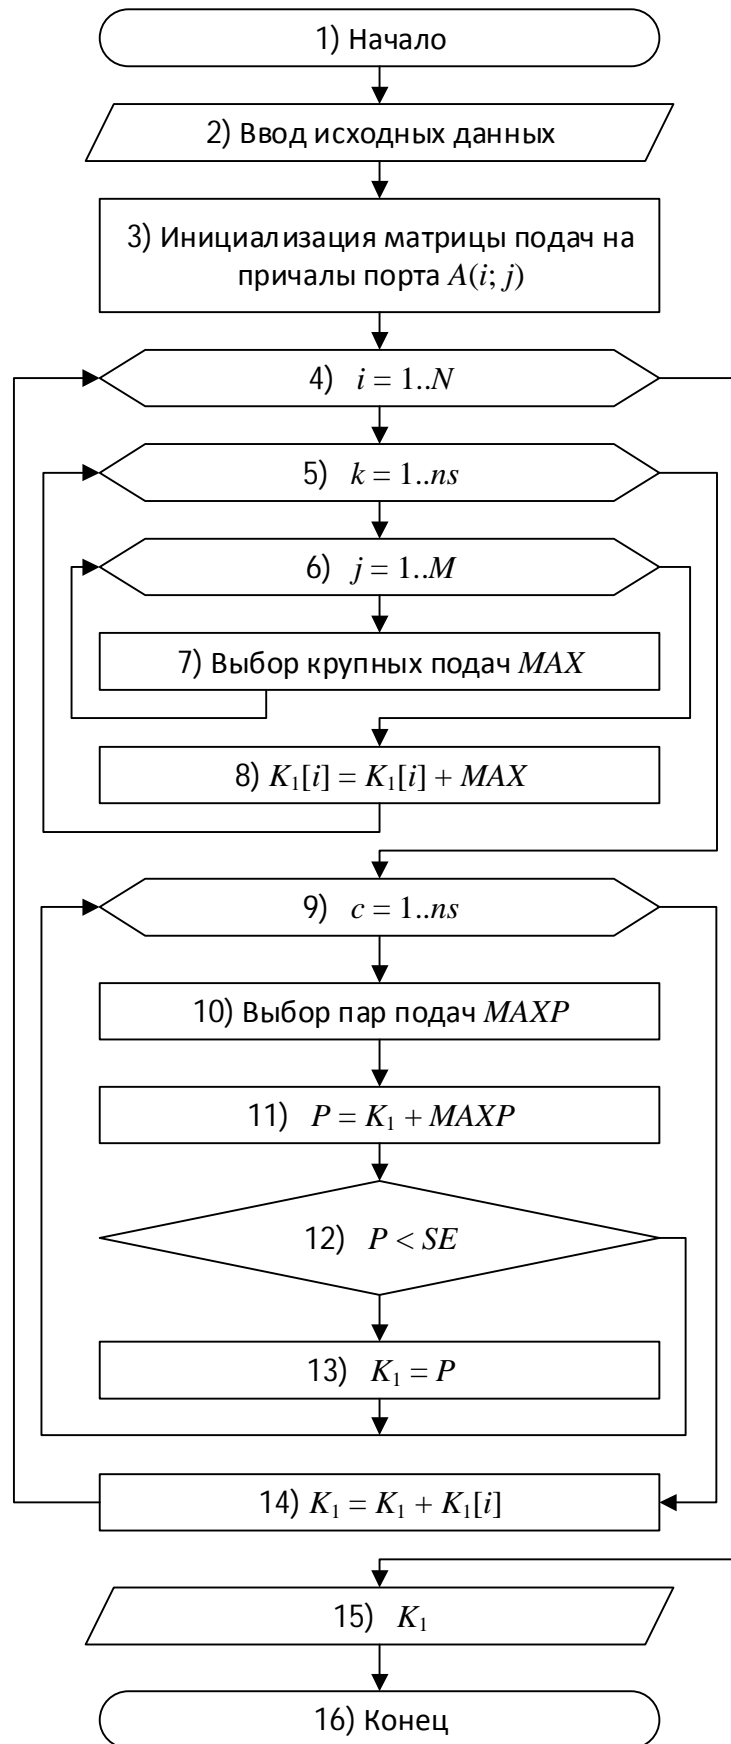 1) Начало
2) Ввод исходных данных
3) Инициализация матрицы подач на
причалы порта A(i; j)
4) i = 1..N
5) k = 1..ns
6) j = 1..M
7) Выбор крупных подач MAX
8) K₁[i] = K₁[i] + MAX
9) c = 1..ns
10) Выбор пар подач MAXP
11) P = K₁ + MAXP
12) P < SE
13) K₁ = P
14) K₁ = K₁ + K₁[i]
15) K₁
16) Конец